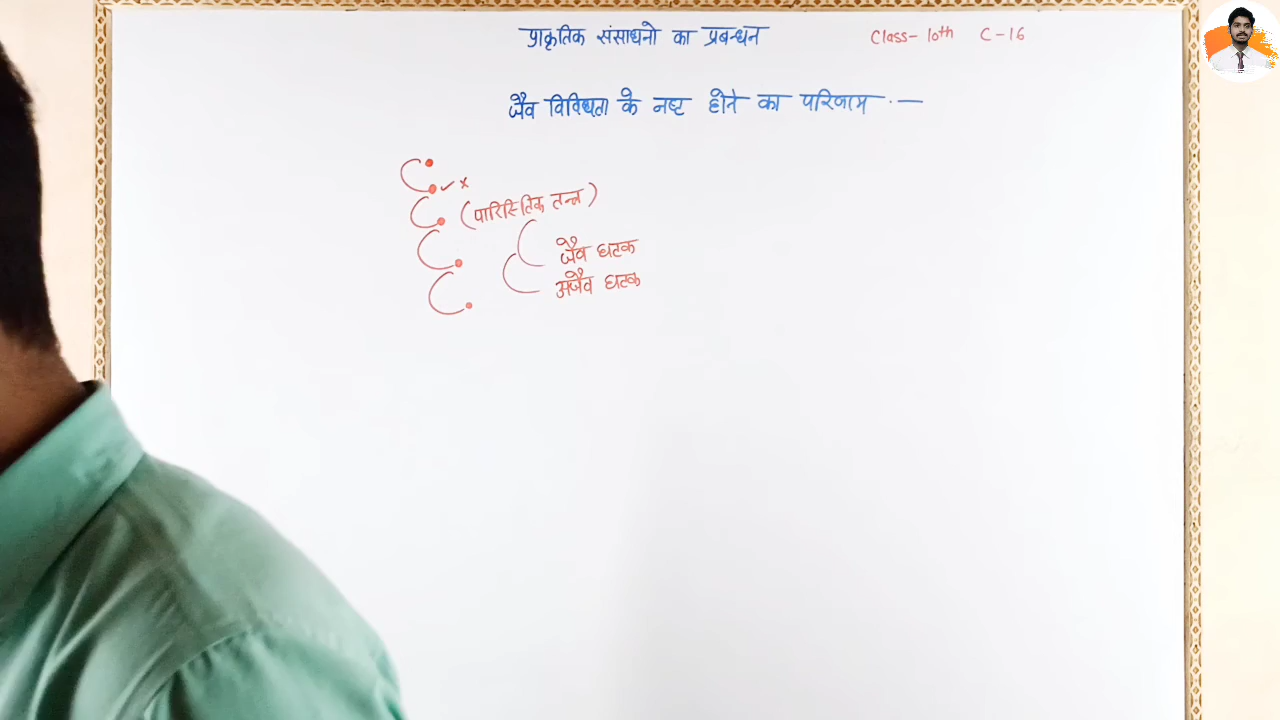 प्राकृतिक संसाधनो का प्रबन्धन Class- 10th C-16
जैव विविधता के नष्ट होने का परिणाम :—
(पारिस्तिक तन्त्र)
जैव घटक
अजैव घटक